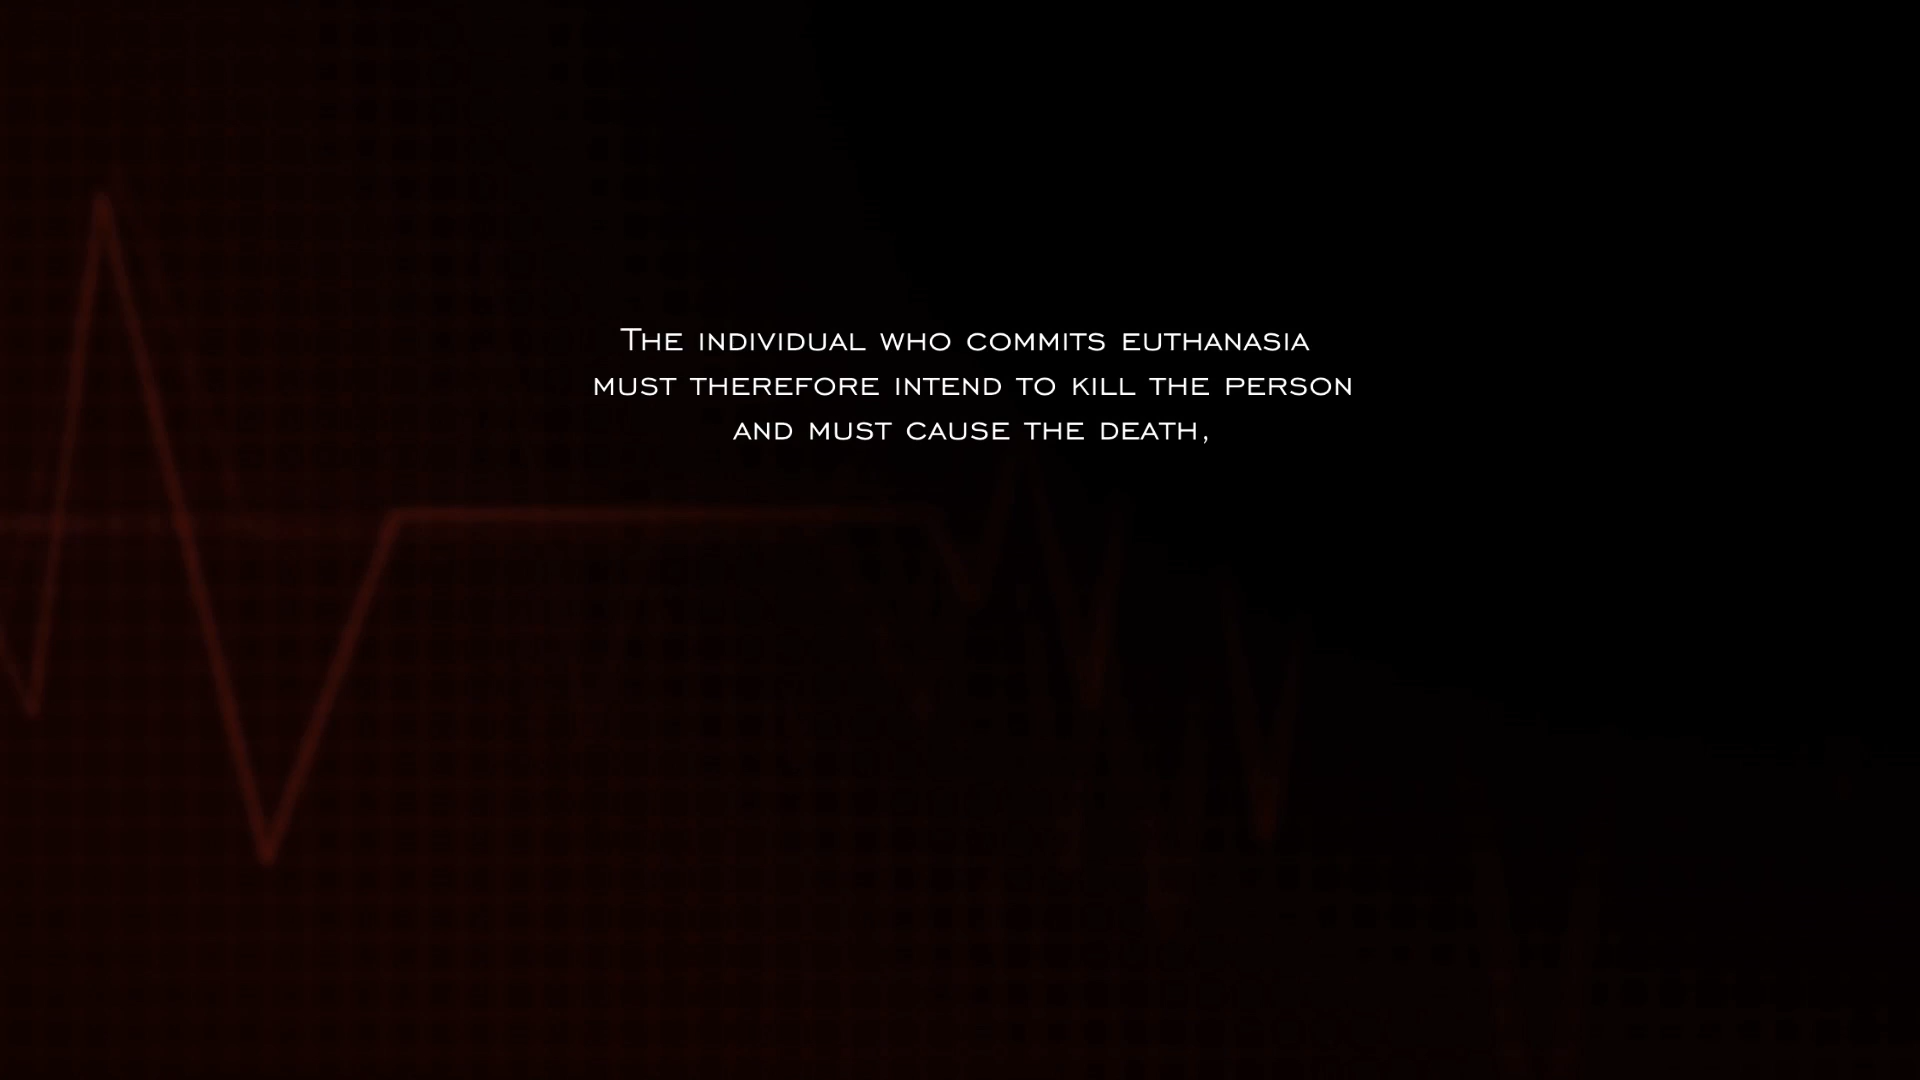 The individual who commits euthanasia
must therefore intend to kill the person
and must cause the death,